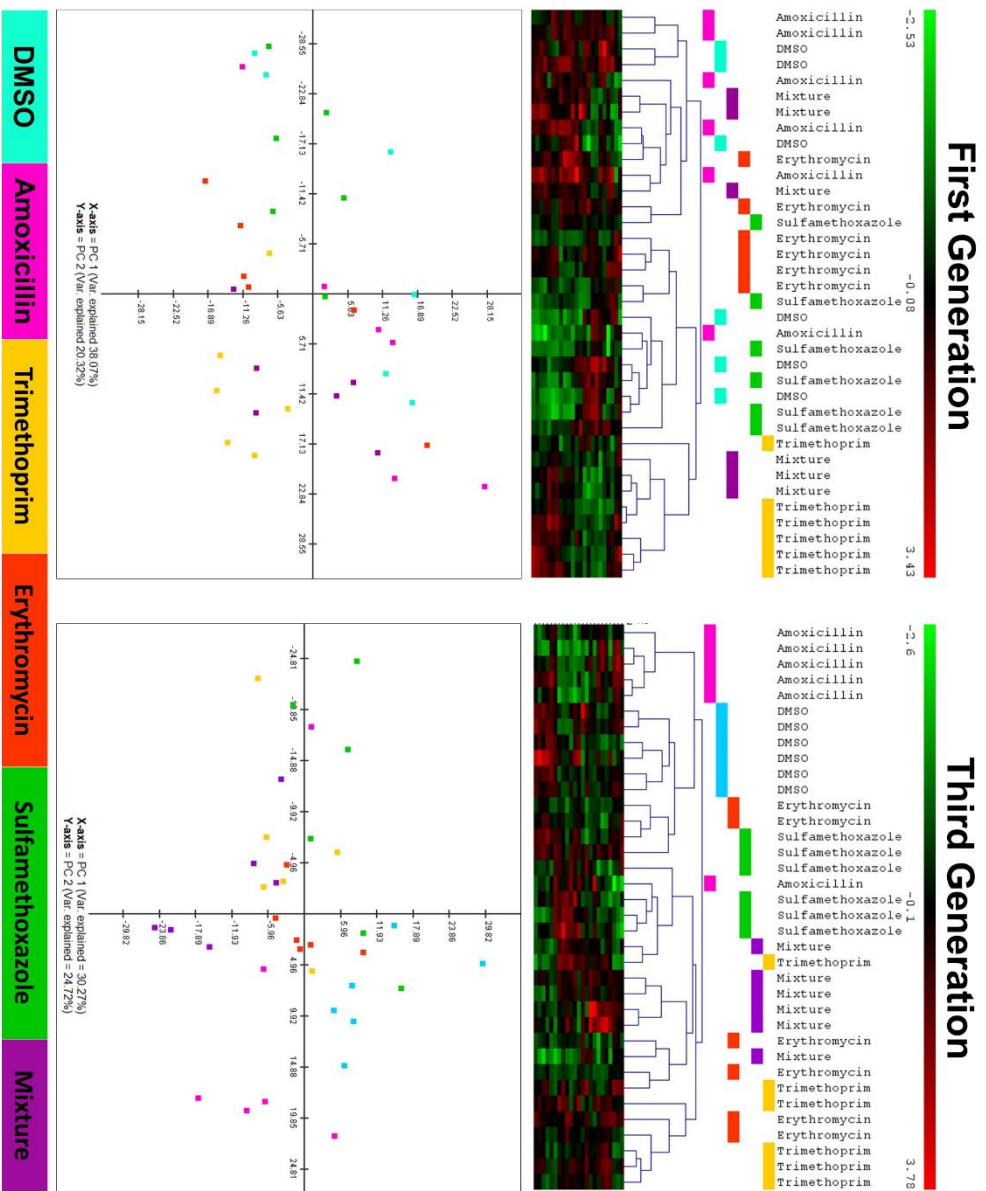 First Generation
-2.53
-0.08
3.43
Amoxicillin
Amoxicillin
DMSO
DMSO
Amoxicillin
Mixture
Mixture
Amoxicillin
DMSO
Erythromycin
Amoxicillin
Mixture
Erythromycin
Sulfamethoxazole
Erythromycin
Erythromycin
Erythromycin
Erythromycin
Sulfamethoxazole
DMSO
Amoxicillin
Sulfamethoxazole
DMSO
Sulfamethoxazole
DMSO
Sulfamethoxazole
Sulfamethoxazole
Trimethoprim
Mixture
Mixture
Mixture
Trimethoprim
Trimethoprim
Trimethoprim
Trimethoprim
Trimethoprim
28.15
22.52
16.89
11.26
-5.63
-11.26
-16.89
-22.52
-28.15
-28.55
-22.84
-17.13
-11.42
-5.71
5.71
11.42
17.13
22.84
28.55
X-axis = PC 1 (Var. explained 38.07%)
Y-axis = PC 2 (Var. explained 20.32%)
Third Generation
-2.6
-0.1
3.78
Amoxicillin
Amoxicillin
Amoxicillin
Amoxicillin
Amoxicillin
DMSO
DMSO
DMSO
DMSO
DMSO
DMSO
Erythromycin
Erythromycin
Sulfamethoxazole
Sulfamethoxazole
Sulfamethoxazole
Amoxicillin
Sulfamethoxazole
Sulfamethoxazole
Sulfamethoxazole
Mixture
Trimethoprim
Mixture
Mixture
Mixture
Mixture
Erythromycin
Mixture
Erythromycin
Trimethoprim
Trimethoprim
Erythromycin
Erythromycin
Trimethoprim
Trimethoprim
Trimethoprim
29.82
23.86
17.89
11.93
5.96
-5.96
-11.93
-17.89
-23.86
-29.82
-24.81
-14.88
-9.92
-4.96
4.96
9.92
14.88
19.85
24.81
X-axis = PC 1 (Var. explained = 30.27%)
Y-axis = PC 2 (Var. explained = 24.72%)
DMSO
Amoxicillin
Trimethoprim
Erythromycin
Sulfamethoxazole
Mixture